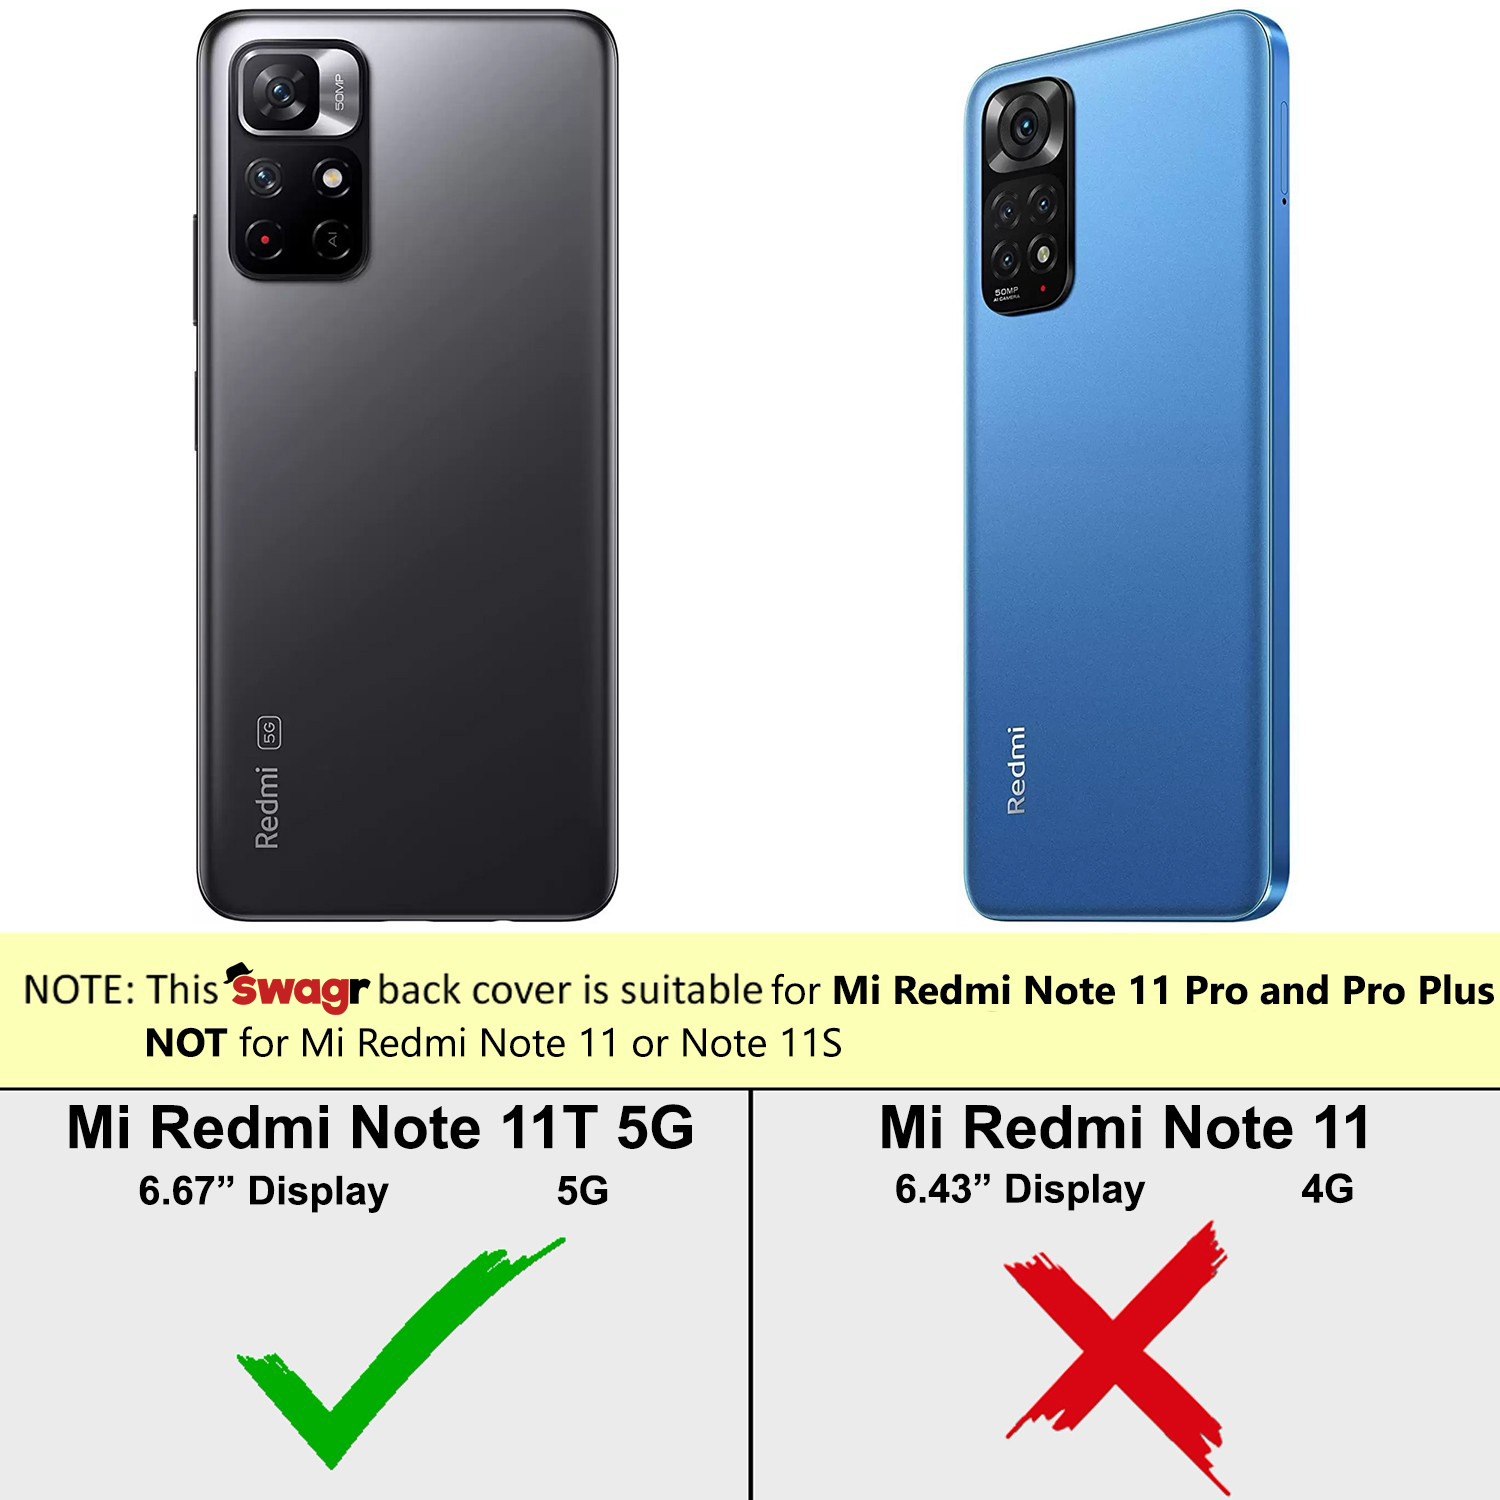 50MP
AI
Redmi 5G
50MP
AI CAMERA
Redmi
NOTE: This Swagr back cover is suitable for Mi Redmi Note 11 Pro and Pro Plus
NOT for Mi Redmi Note 11 or Note 11S
Mi Redmi Note 11T 5G
6.67” Display 5G
Mi Redmi Note 11
6.43” Display 4G